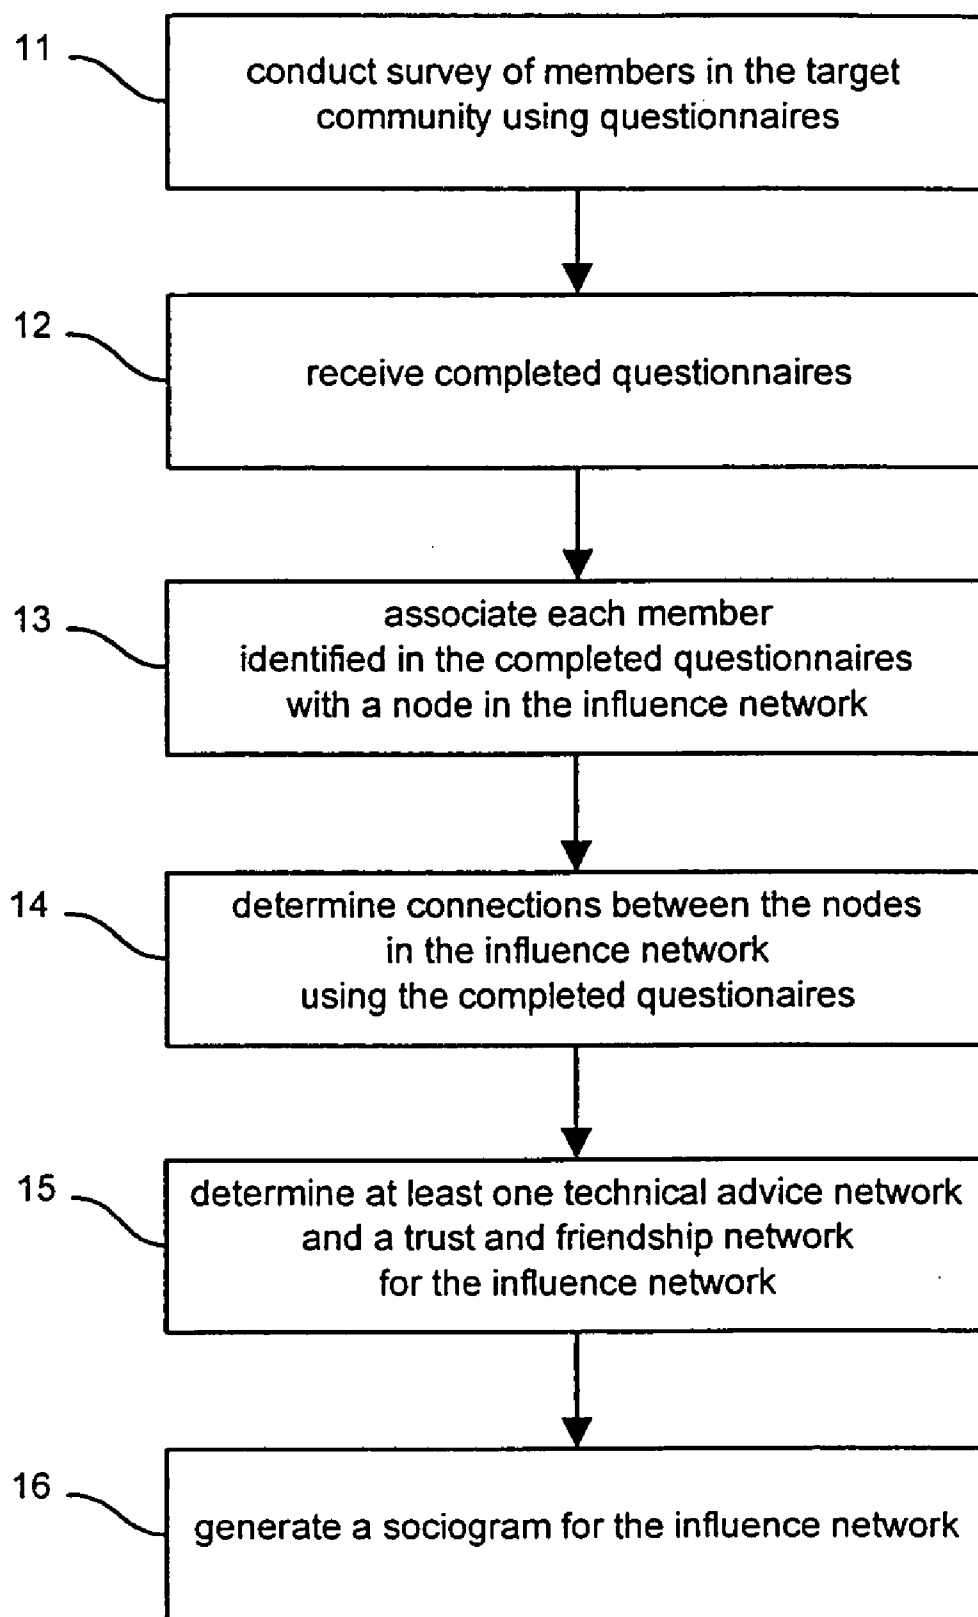 11
conduct survey of members in the target
community using questionnaires
12
receive completed questionnaires
13
associate each member
identified in the completed questionnaires
with a node in the influence network
14
determine connections between the nodes
in the influence network
using the completed questionaires
15
determine at least one technical advice network
and a trust and friendship network
for the influence network
16
generate a sociogram for the influence network